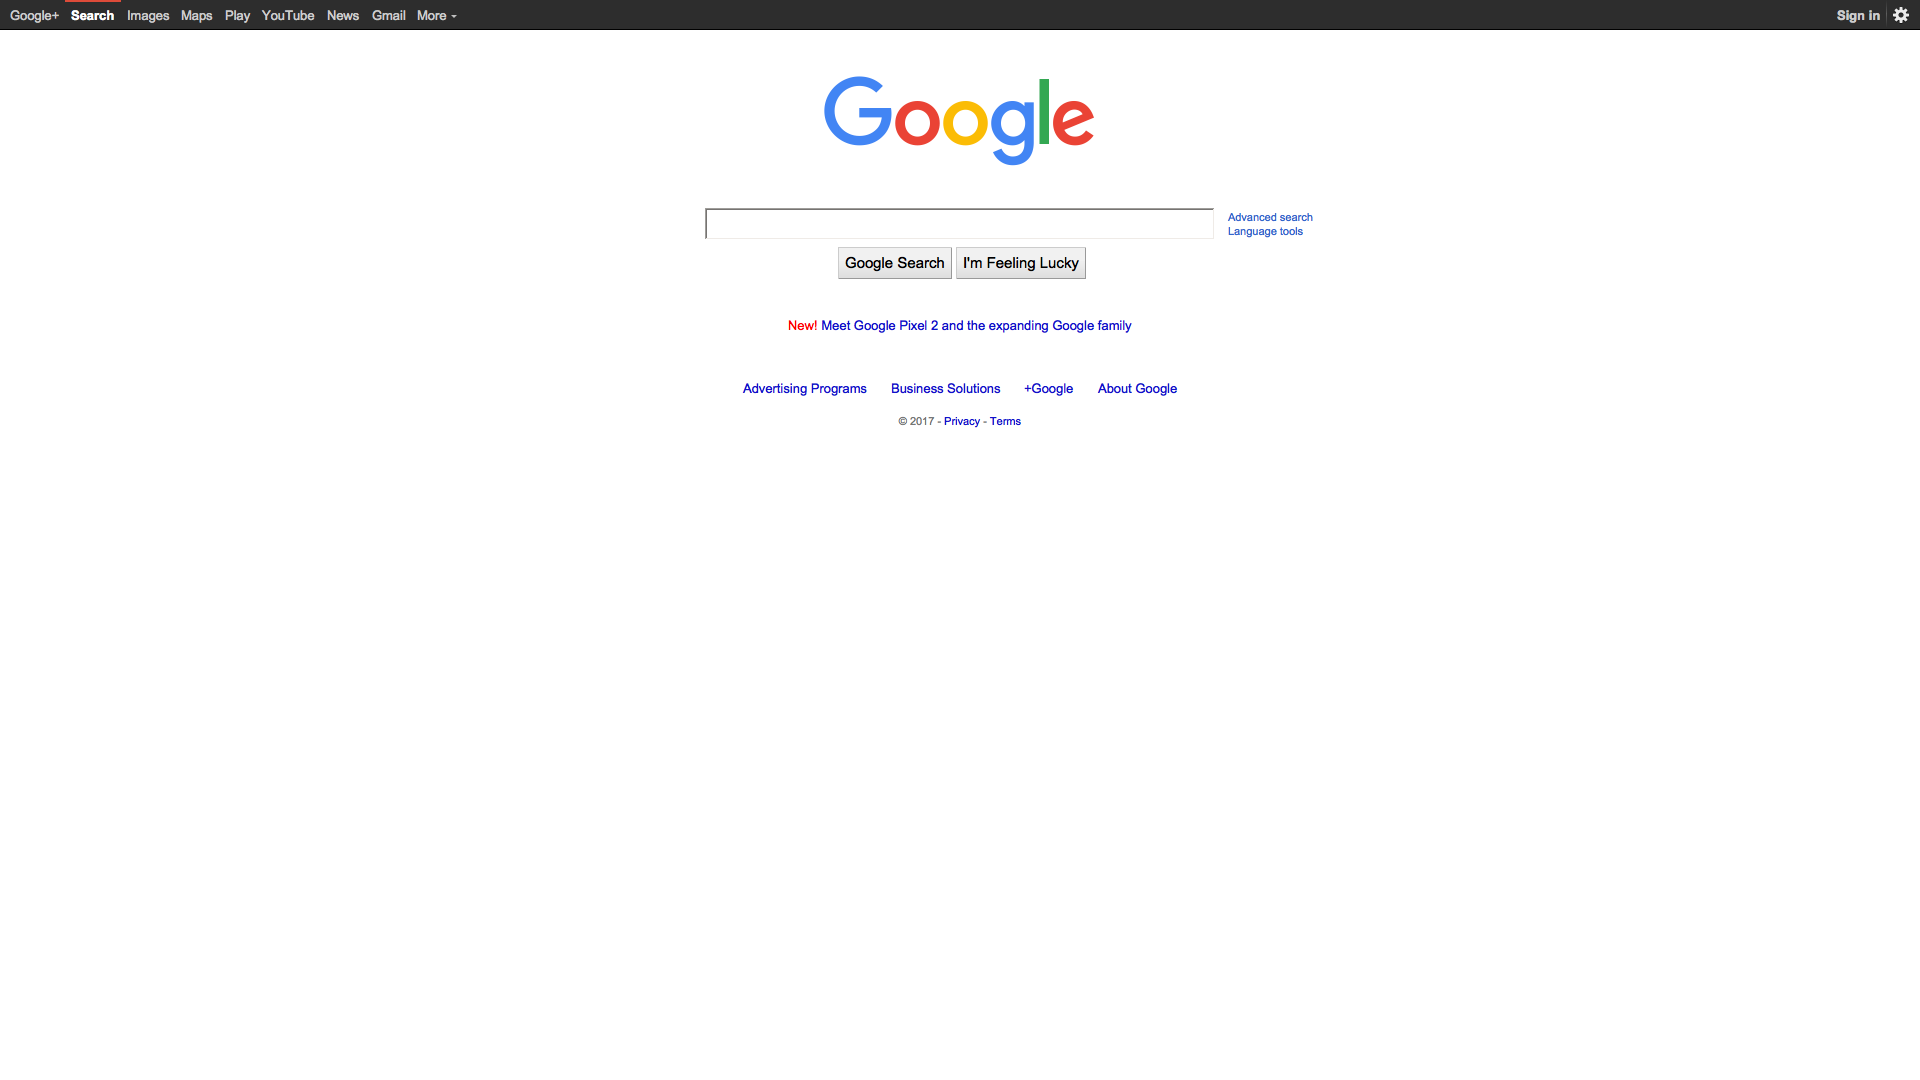 Google+ Search Images Maps Play YouTube News Gmail More Sign in
Google
Advanced search
Language tools
Google Search I'm Feeling Lucky
New! Meet Google Pixel 2 and the expanding Google family
Advertising Programs Business Solutions +Google About Google
© 2017 - Privacy - Terms